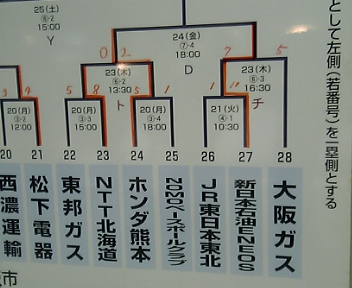 として左側（若番号）を一塁側とする
25(土)
⑧-2
15:00
Y
24(金)
⑦-4
18:00
D
0 2
7 5
23(木)
⑥-2
13:30
ト
23(木)
⑥-3
16:30
チ
20(月)
③-2
12:00
20(月)
③-3
15:00
20(月)
③-4
18:00
21(火)
④-1
10:30
5 8
5 1
20 21 22 23 24 25 26 27 28
西濃運輸
松下電器
東邦ガス
NTT北海道
ホンダ熊本
NOMOベースボールクラブ
JR東日本東北
新日本石油ENEOS
大阪ガス
市